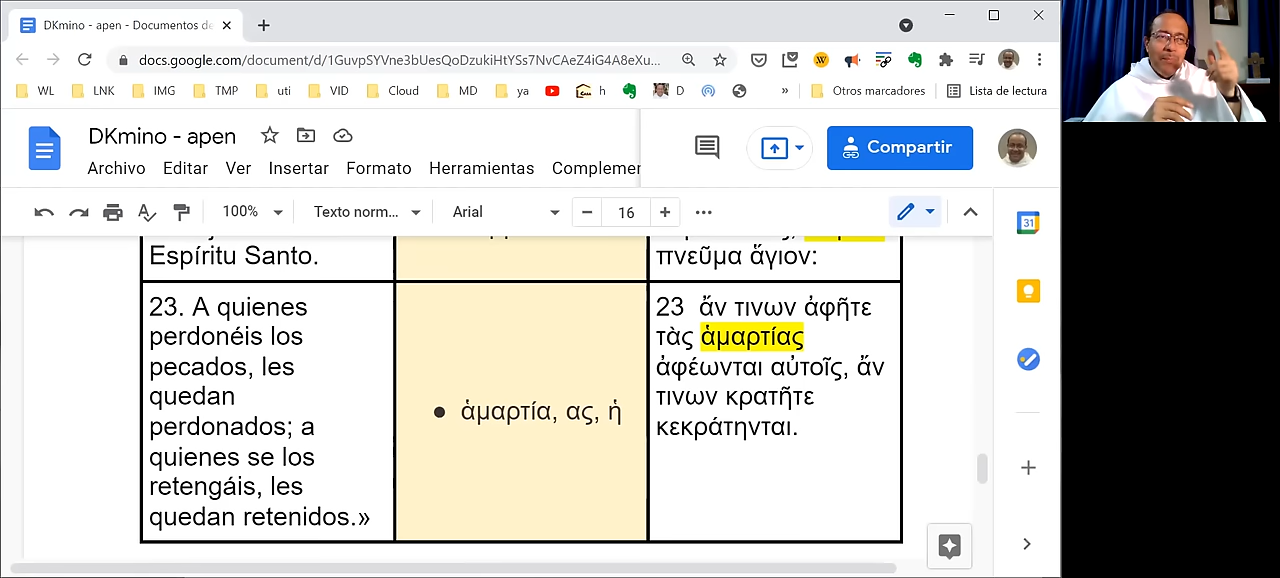 DKmino - apen - Documentos de
docs.google.com/document/d/1GuvpSYVne3bUesQoDzukiHtYSs7NvCAeZ4iG4A8eXu...
WL LNK IMG TMP uti VID Cloud MD ya h D » Otros marcadores Lista de lectura
DKmino - apen
Compartir
Archivo Editar Ver Insertar Formato Herramientas Complemen
100% Texto norm... Arial 16
31
Espíritu Santo.
πνεῦμα ἅγιον:
23. A quienes
perdonéis los
pecados, les
quedan
perdonados; a
quienes se los
retengáis, les
quedan retenidos.»
● ἁμαρτία, ας, ἡ
23 ἄν τινων ἀφῆτε
τὰς ἁμαρτίας
ἀφέωνται αὐτοῖς, ἄν
τινων κρατῆτε
κεκράτηνται.